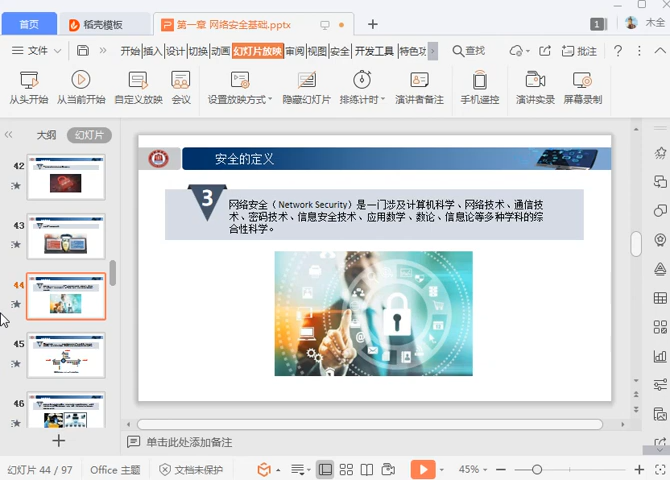 首页
稻壳模板
第一章 网络安全基础.pptx
1
木全
文件
开始 插入 设计 切换 动画 幻灯片放映 审阅 视图 安全 开发工具 特色功
查找
批注
从头开始 从当前开始 自定义放映 会议 设置放映方式 隐藏幻灯片 排练计时 演讲者备注 手机遥控 演讲实录 屏幕录制
大纲 幻灯片
42
43
44
45
46
安全的定义
3
网络安全（ Network Security）是一门涉及计算机科学、网络技术、通信技
术、密码技术、信息安全技术、应用数学、数论、信息论等多种学科的综
合性科学。
单击此处添加备注
幻灯片 44 / 97 Office 主题 文档未保护 45%